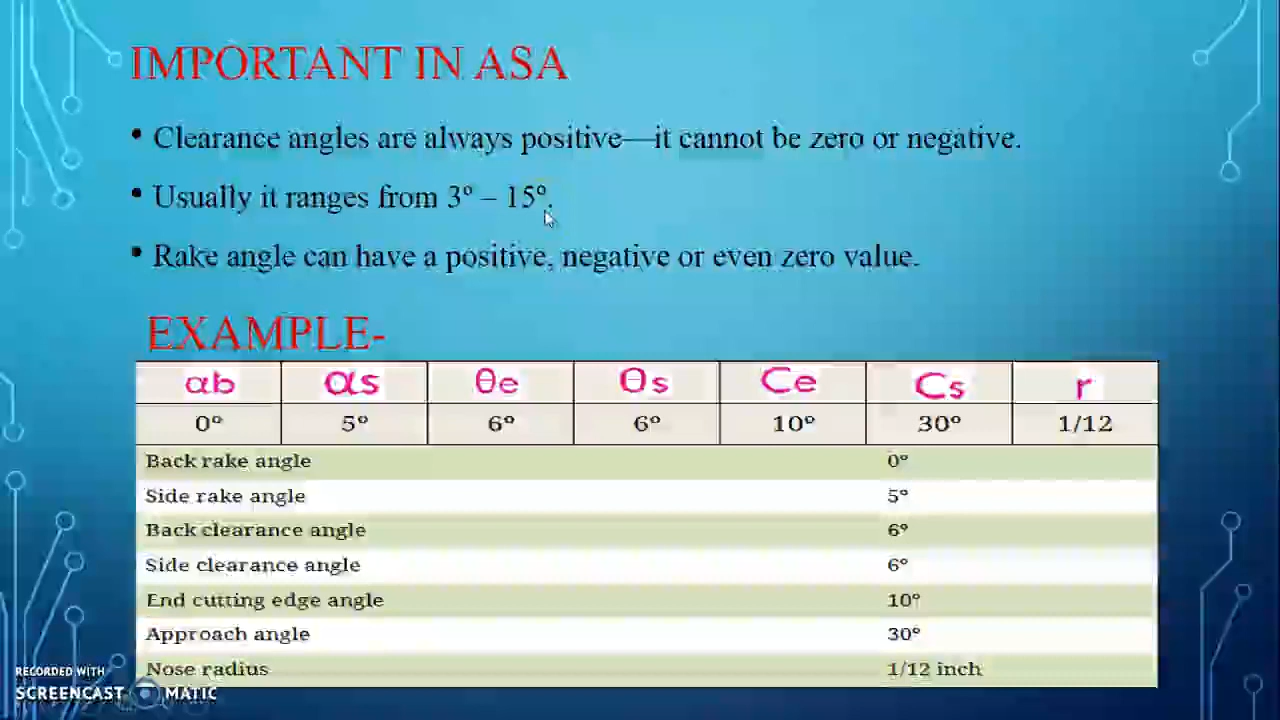 IMPORTANT IN ASA
• Clearance angles are always positive—it cannot be zero or negative.
• Usually it ranges from 3º – 15º.
• Rake angle can have a positive, negative or even zero value.
EXAMPLE-
αb αs θe θs Ce Cs r
0° 5° 6° 6° 10° 30° 1/12
Back rake angle 0°
Side rake angle 5°
Back clearance angle 6°
Side clearance angle 6°
End cutting edge angle 10°
Approach angle 30°
Nose radius 1/12 inch
RECORDED WITH
SCREENCAST MATIC